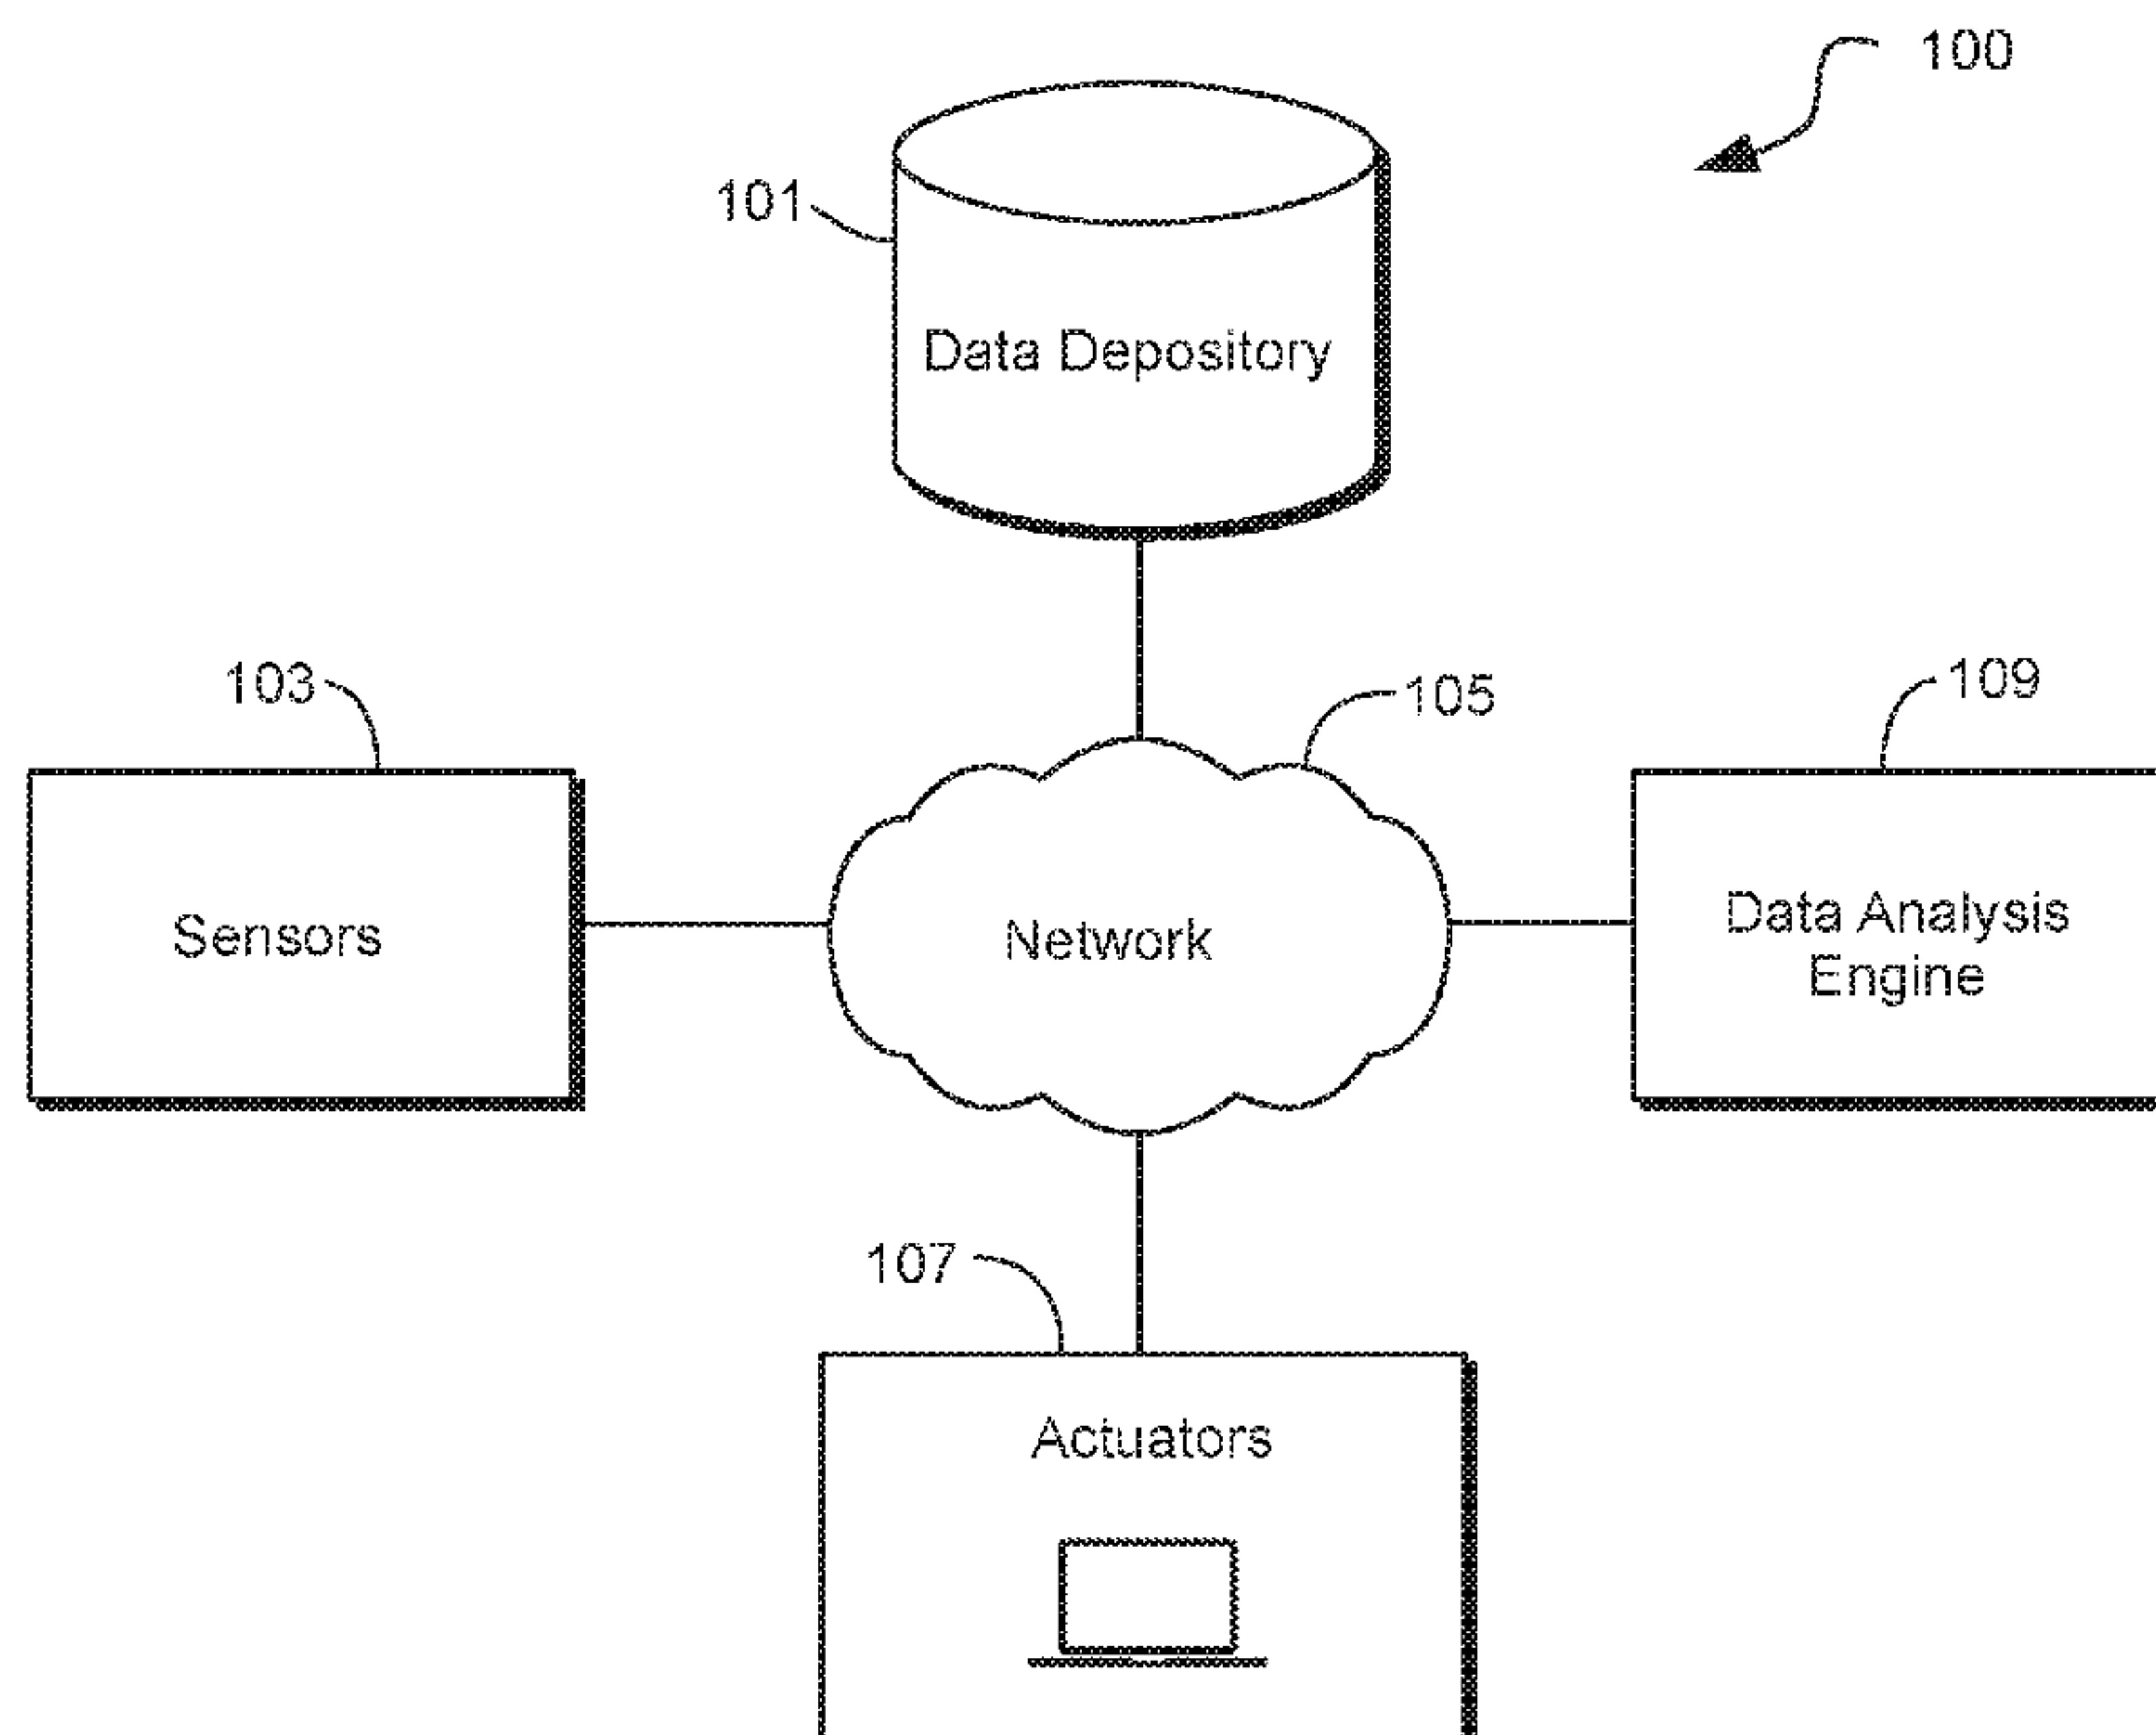 100
101
Data Depository
103
105
109
Sensors
Network
Data Analysis
Engine
107
Actuators